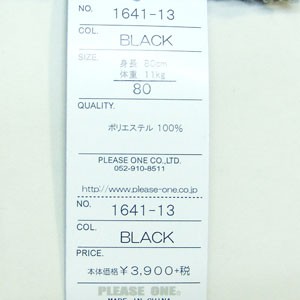 NO. 1641-13
COL. BLACK
SIZE. 身長 80cm
体重 11kg
80
QUALITY.
ポリエステル 100%
PLEASE ONE CO.,LTD.
052-910-8511
http://www.please-one.co.jp
NO. 1641-13
COL. BLACK
PRICE.
本体価格 ¥3,900+税
PLEASE ONE.
MADE IN CHINA